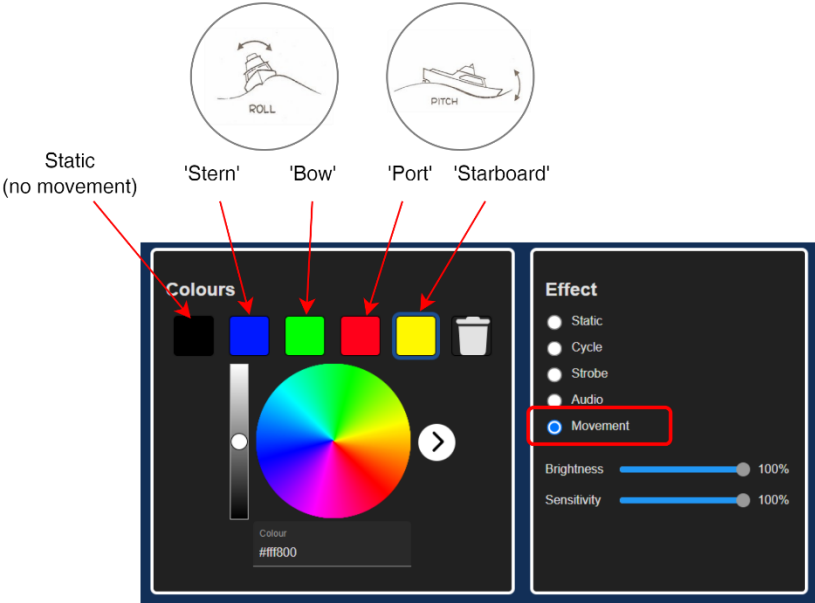 ROLL
PITCH
Static
(no movement)
'Stern'
'Bow'
'Port'
'Starboard'
Colours
Effect
Static
Cycle
Strobe
Audio
Movement
Brightness 100%
Sensitivity 100%
Colour
#fff800